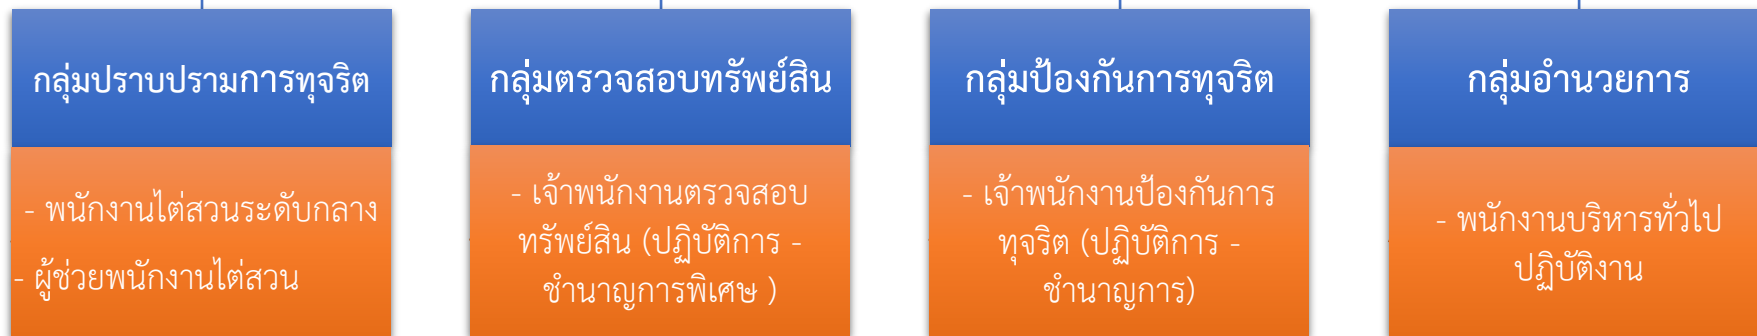 กลุ่มปราบปรามการทุจริต
- พนักงานไต่สวนระดับกลาง
- ผู้ช่วยพนักงานไต่สวน
กลุ่มตรวจสอบทรัพย์สิน
- เจ้าพนักงานตรวจสอบ
ทรัพย์สิน (ปฏิบัติการ -
ชำนาญการพิเศษ )
กลุ่มป้องกันการทุจริต
- เจ้าพนักงานป้องกันการ
ทุจริต (ปฏิบัติการ -
ชำนาญการ)
กลุ่มอำนวยการ
- พนักงานบริหารทั่วไป
ปฏิบัติงาน